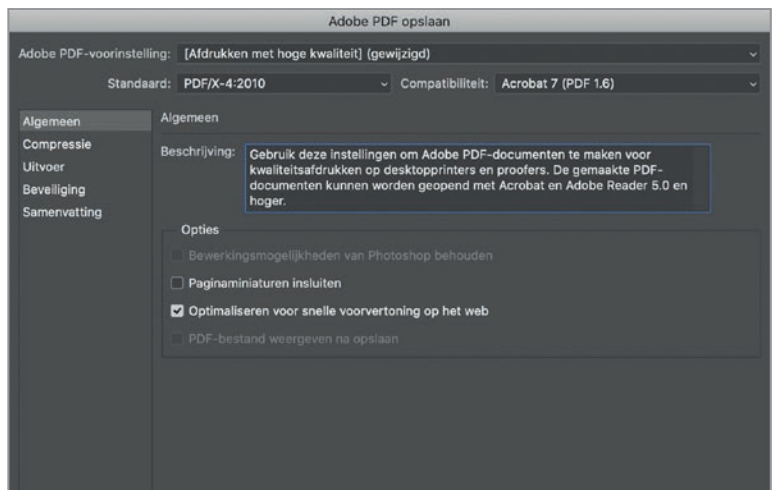 Adobe PDF opslaan
Adobe PDF-voorinstelling: [Afdrukken met hoge kwaliteit] (gewijzigd)
Standaard: PDF/X-4:2010 Compatibiliteit: Acrobat 7 (PDF 1.6)
Algemeen
Compressie
Uitvoer
Beveiliging
Samenvatting
Algemeen
Beschrijving: Gebruik deze instellingen om Adobe PDF-documenten te maken voor
kwaliteitsafdrukken op desktopprinters en proofers. De gemaakte PDF-
documenten kunnen worden geopend met Acrobat en Adobe Reader 5.0 en
hoger.
Opties
Bewerkingsmogelijkheden van Photoshop behouden
Paginaminiaturen insluiten
Optimaliseren voor snelle voorvertoning op het web
PDF-bestand weergeven na opslaan